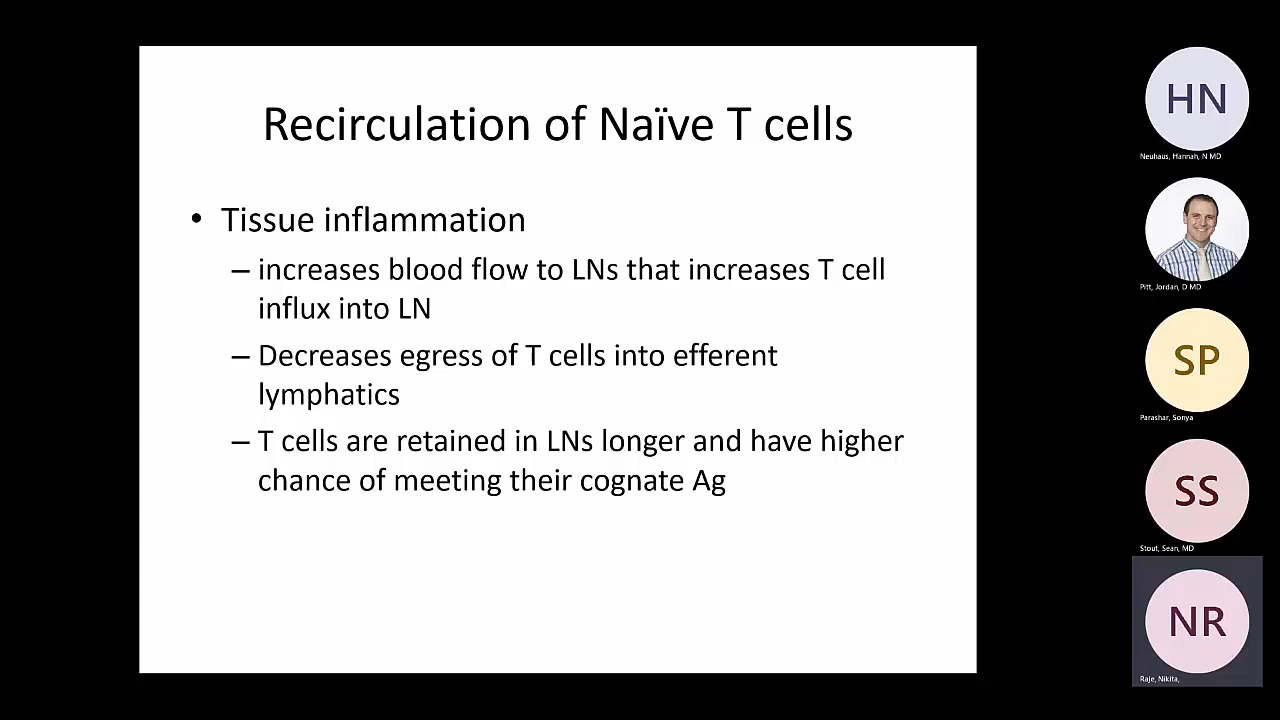 Recirculation of Naïve T cells
• Tissue inflammation
– increases blood flow to LNs that increases T cell
influx into LN
– Decreases egress of T cells into efferent
lymphatics
– T cells are retained in LNs longer and have higher
chance of meeting their cognate Ag
HN
Neuhaus, Hannah, N MD
Pitt, Jordan, D MD
SP
Parashar, Sonya
SS
Stout, Sean, MD
NR
Raje, Nikita,